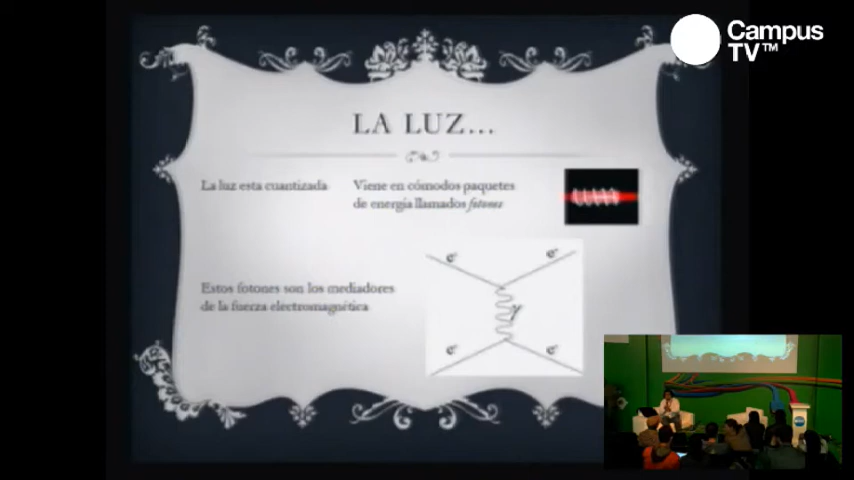 Campus
TV™
LA LUZ...
La luz esta cuantizada
Viene en cómodos paquetes
de energía llamados fotones
Estos fotones son los mediadores
de la fuerza electromagnética
e⁻
e⁻
γ
e⁻
e⁻